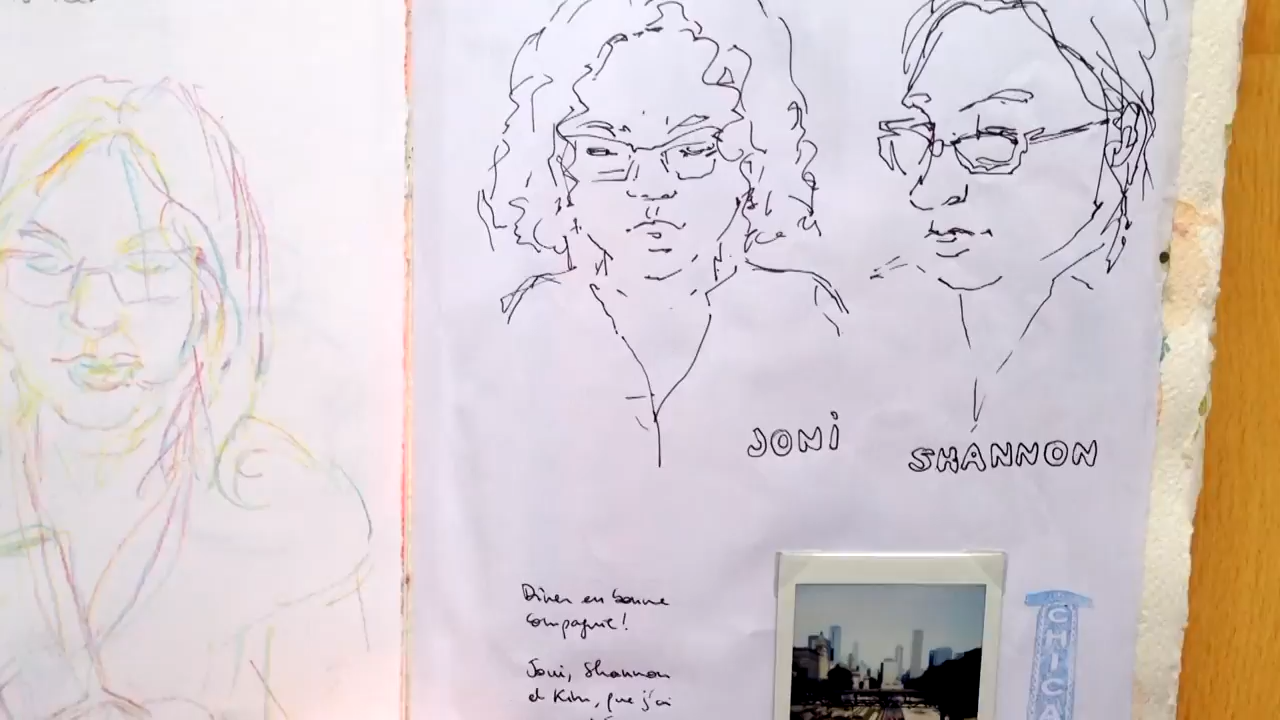 JONi
SHANNON
Dîner en bonne
compagnie!
Joni, Shannon
et Kim, que j'ai
CHICA